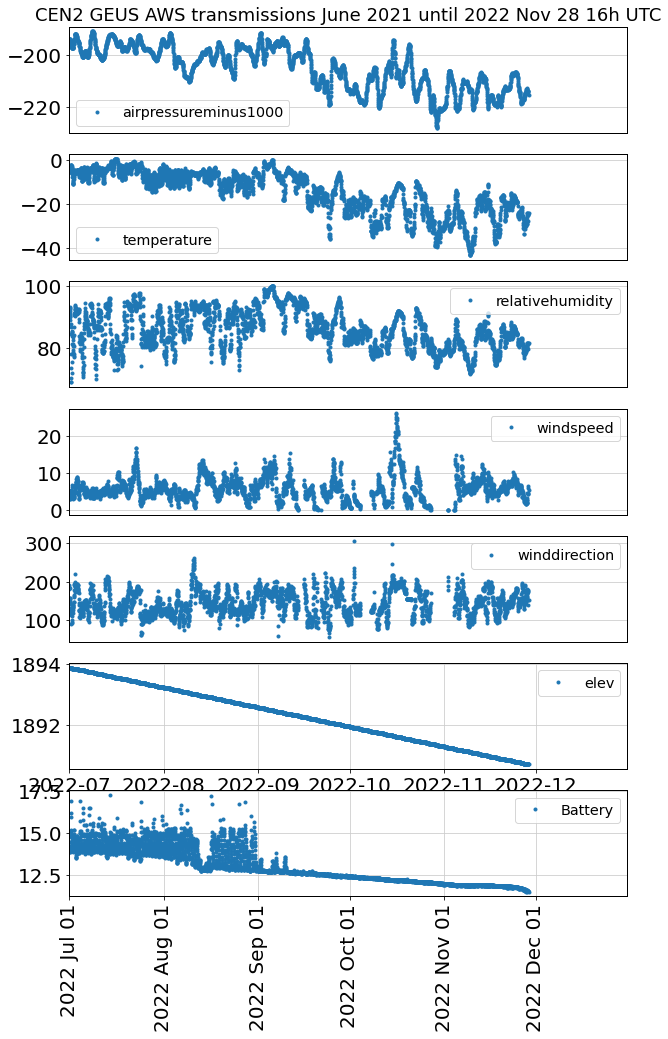 CEN2 GEUS AWS transmissions June 2021 until 2022 Nov 28 16h UTC
−200
−220
airpressureminus1000
0
−20
−40
temperature
100
80
relativehumidity
20
10
0
windspeed
300
200
100
winddirection
1894
1892
elev
2022-07 2022-08 2022-09 2022-10 2022-11 2022-12
17.5
15.0
12.5
Battery
2022 Jul 01
2022 Aug 01
2022 Sep 01
2022 Oct 01
2022 Nov 01
2022 Dec 01